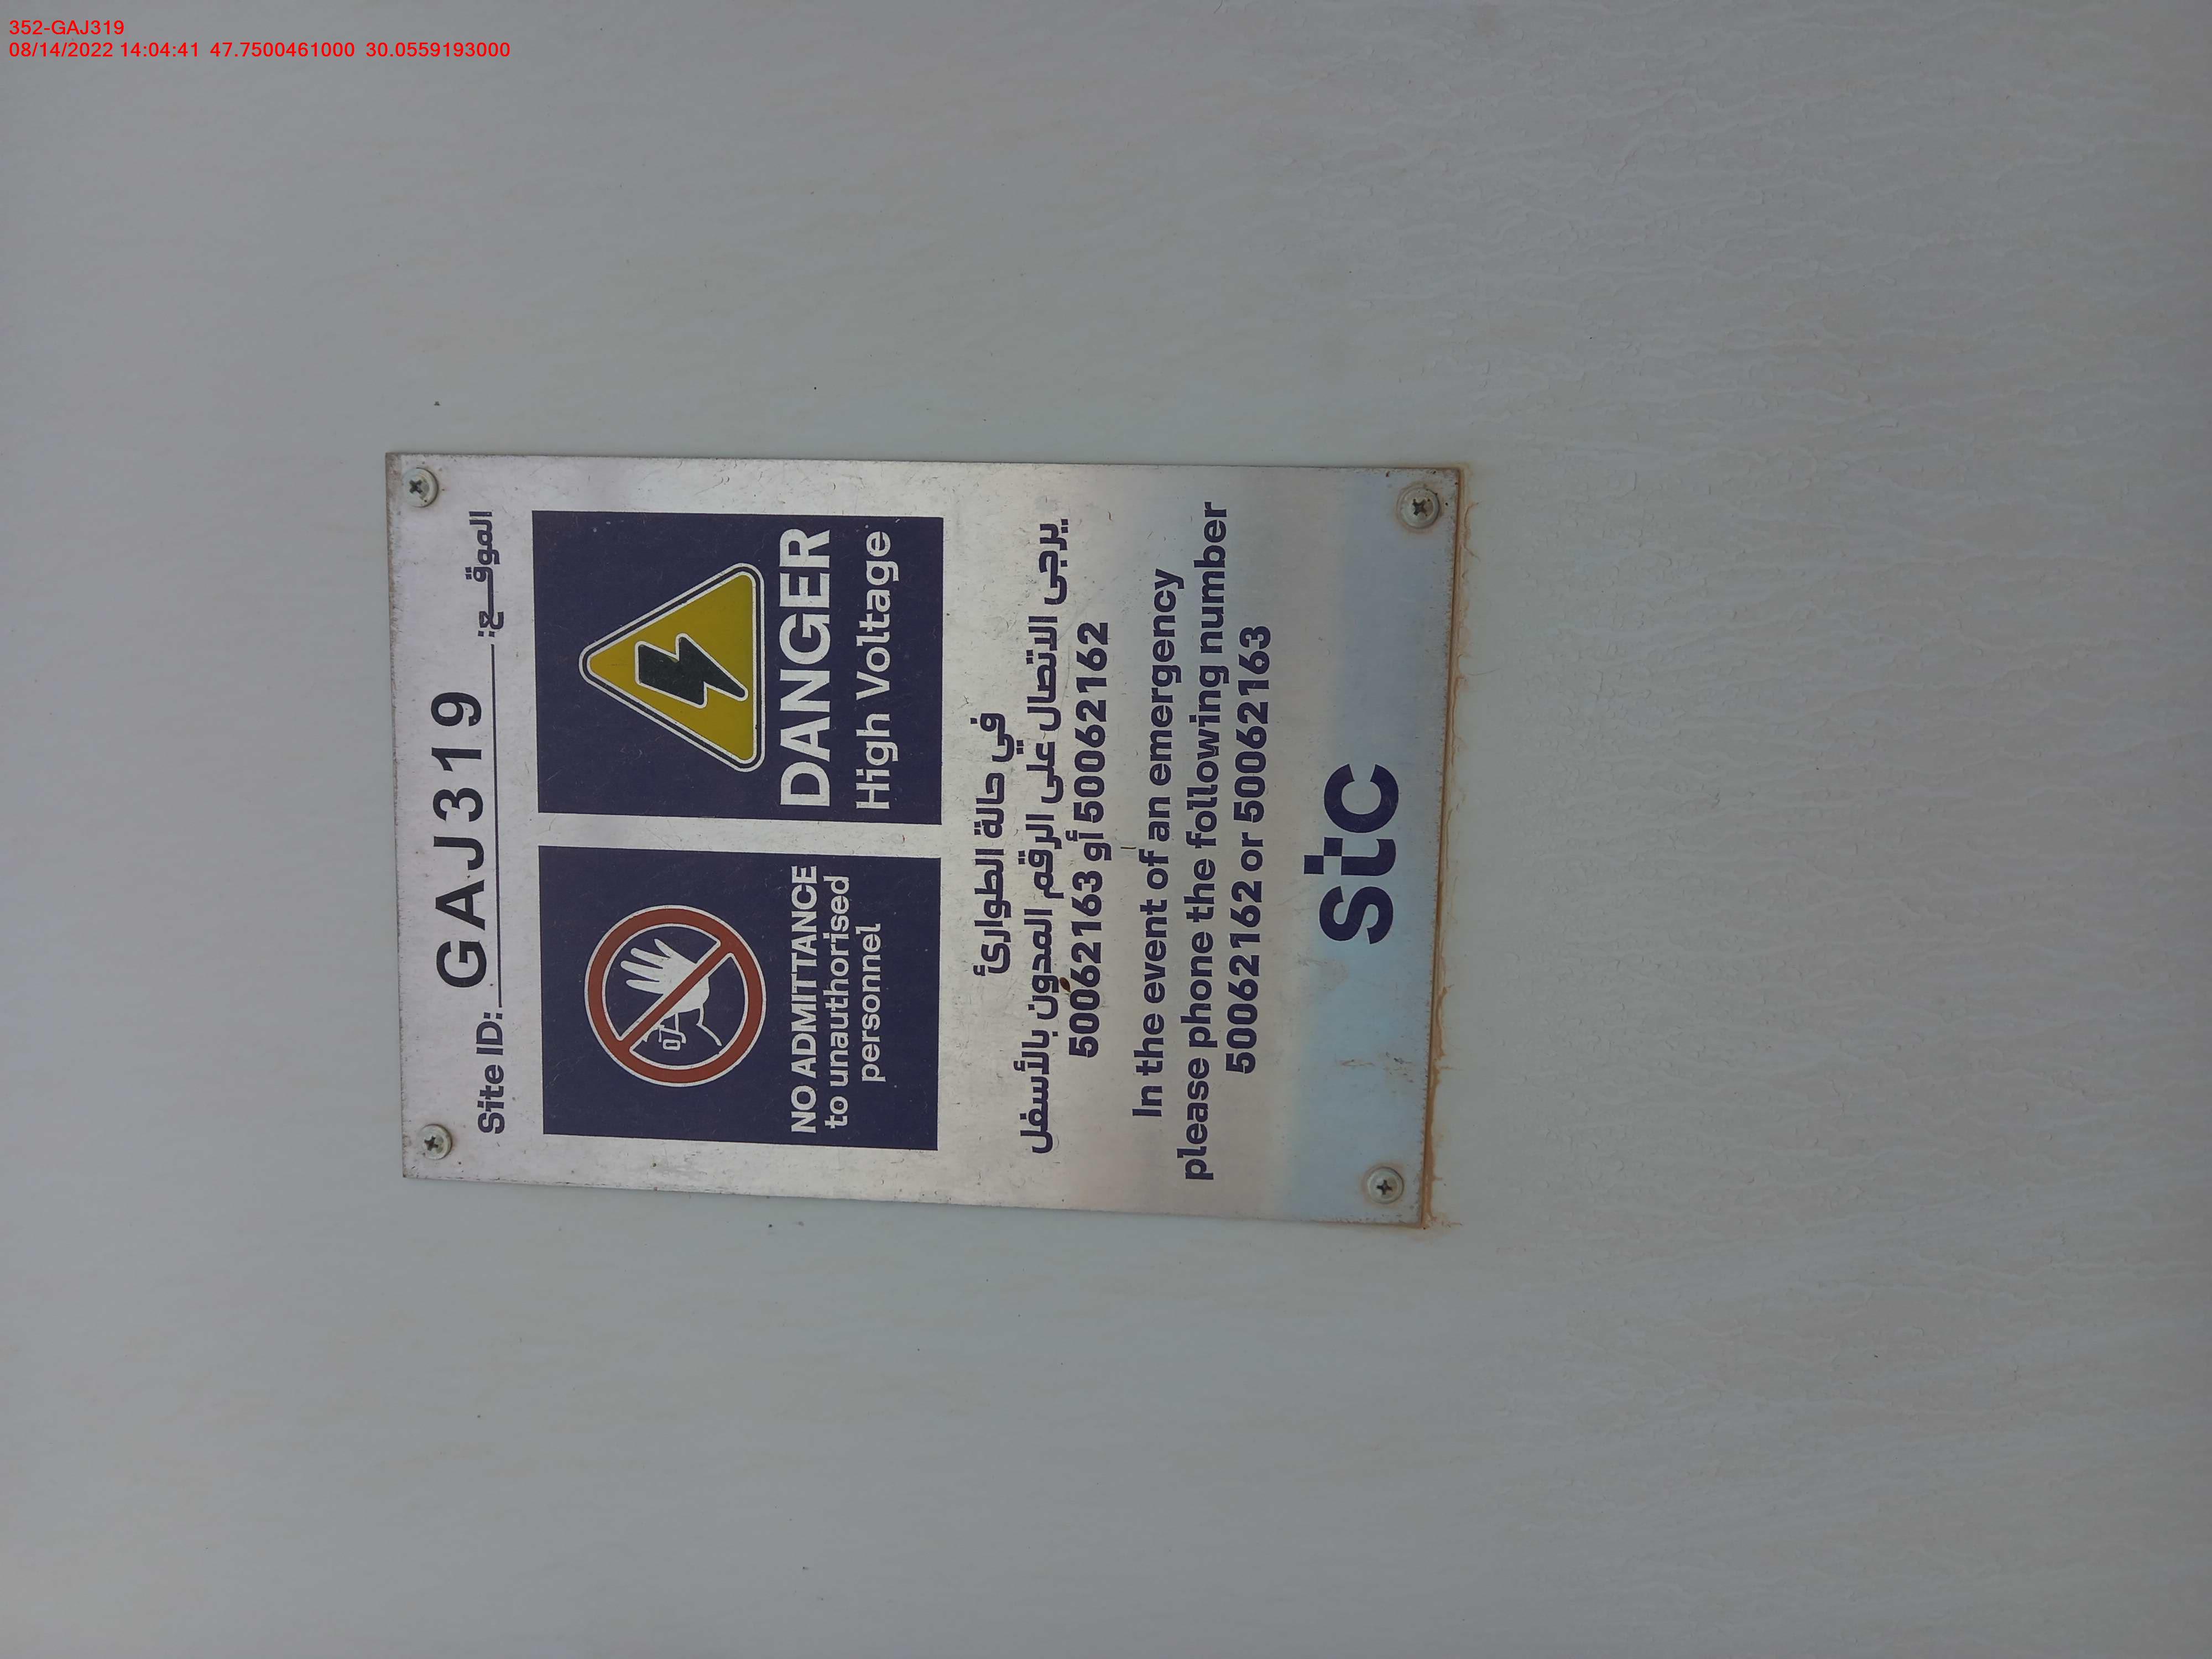 352-GAJ319
08/14/2022 14:04:41 47.7500461000 30.0559193000
Site ID: GAJ319 الموقـــع:
NO ADMITTANCE
to unauthorised
personnel
DANGER
High Voltage
في حالة الطوارئ
يرجى الاتصال على الرقم المدون بالأسفل
50062162 أو 50062163
In the event of an emergency
please phone the following number
50062162 or 50062163
stc